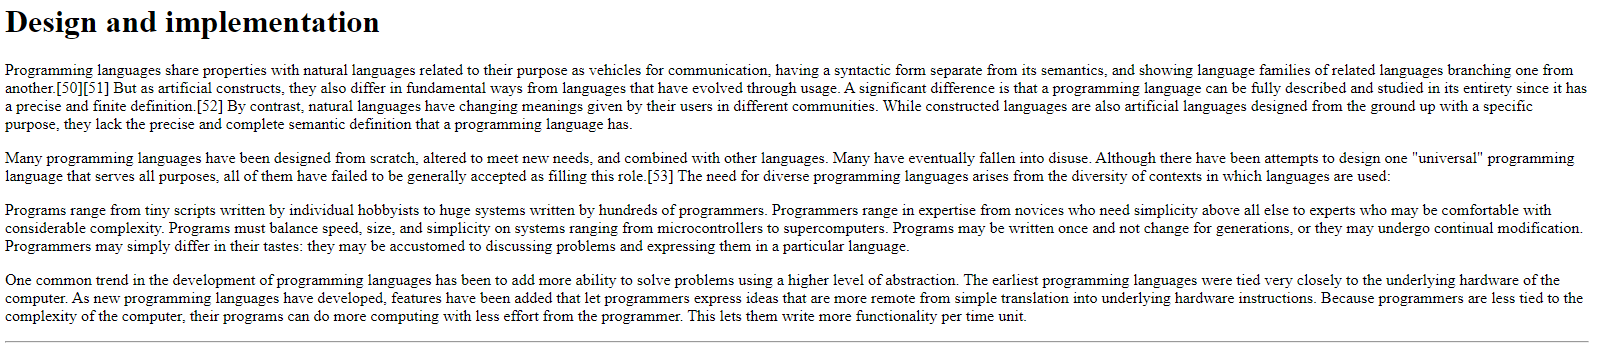 Design and implementation
Programming languages share properties with natural languages related to their purpose as vehicles for communication, having a syntactic form separate from its semantics, and showing language families of related languages branching one from
another.[50][51] But as artificial constructs, they also differ in fundamental ways from languages that have evolved through usage. A significant difference is that a programming language can be fully described and studied in its entirety since it has
a precise and finite definition.[52] By contrast, natural languages have changing meanings given by their users in different communities. While constructed languages are also artificial languages designed from the ground up with a specific
purpose, they lack the precise and complete semantic definition that a programming language has.
Many programming languages have been designed from scratch, altered to meet new needs, and combined with other languages. Many have eventually fallen into disuse. Although there have been attempts to design one "universal" programming
language that serves all purposes, all of them have failed to be generally accepted as filling this role.[53] The need for diverse programming languages arises from the diversity of contexts in which languages are used:
Programs range from tiny scripts written by individual hobbyists to huge systems written by hundreds of programmers. Programmers range in expertise from novices who need simplicity above all else to experts who may be comfortable with
considerable complexity. Programs must balance speed, size, and simplicity on systems ranging from microcontrollers to supercomputers. Programs may be written once and not change for generations, or they may undergo continual modification.
Programmers may simply differ in their tastes: they may be accustomed to discussing problems and expressing them in a particular language.
One common trend in the development of programming languages has been to add more ability to solve problems using a higher level of abstraction. The earliest programming languages were tied very closely to the underlying hardware of the
computer. As new programming languages have developed, features have been added that let programmers express ideas that are more remote from simple translation into underlying hardware instructions. Because programmers are less tied to the
complexity of the computer, their programs can do more computing with less effort from the programmer. This lets them write more functionality per time unit.